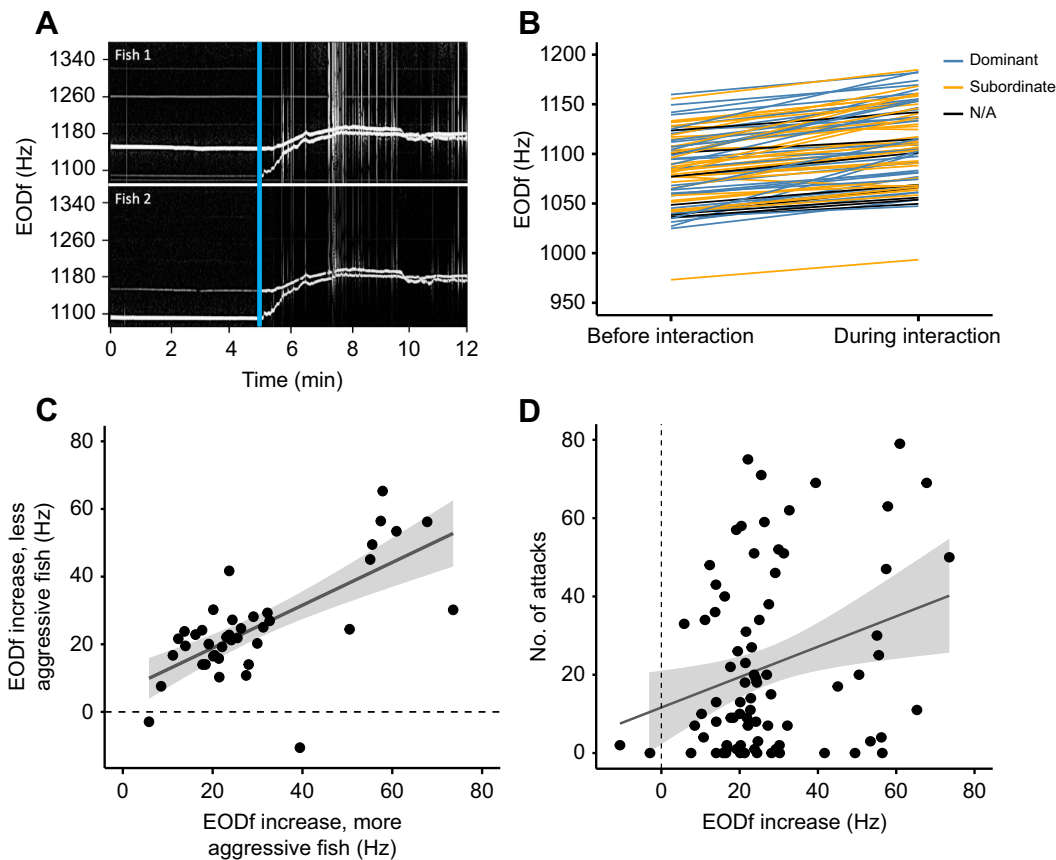 A
Fish 1
1340
1260
1180
1100
Fish 2
1340
1260
1180
1100
EODf (Hz)
0 2 4 6 8 10 12
Time (min)
B
1200
1150
1100
1050
1000
950
EODf (Hz)
Before interaction During interaction
Dominant
Subordinate
N/A
C
80
60
40
20
0
EODf increase, less
aggressive fish (Hz)
0 20 40 60 80
EODf increase, more
aggressive fish (Hz)
D
80
60
40
20
0
No. of attacks
0 20 40 60 80
EODf increase (Hz)